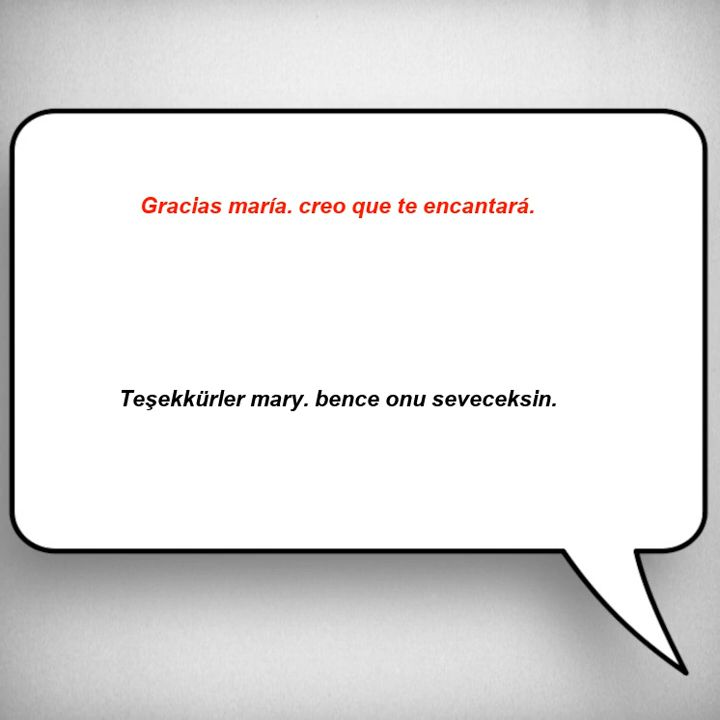 Gracias maría. creo que te encantará.
Teşekkürler mary. bence onu seveceksin.